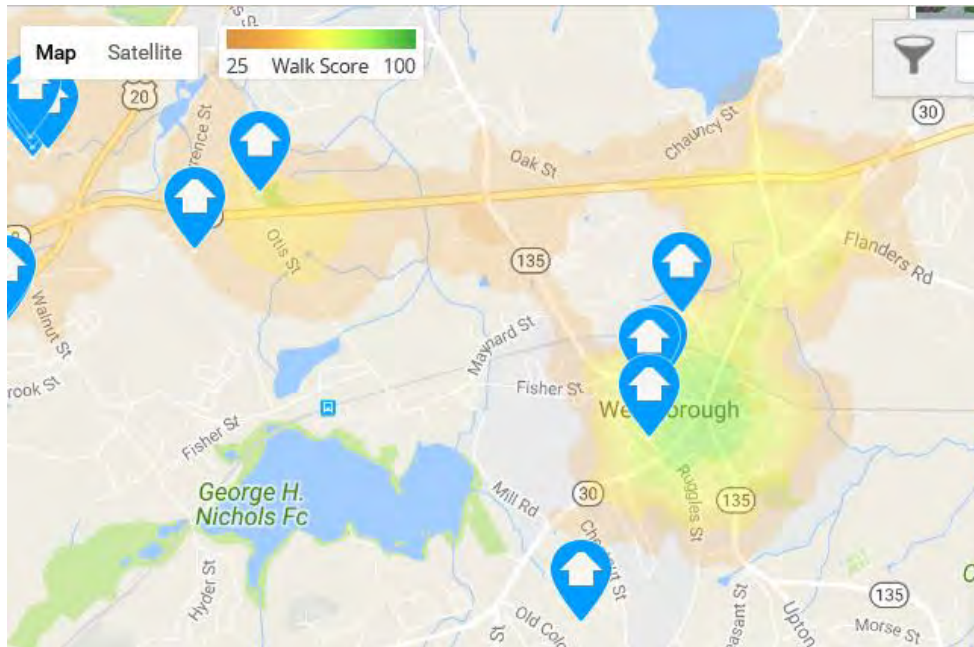 Map Satellite
25 Walk Score 100
20
30
Chauncy St
Oak St
Otis St
135
Flanders Rd
Walnut St
Maynard St
Fisher St
Fisher St
George H.
Nichols Fc
Mill Rd
30
Ruggles St
135
Hyder St
St
135
Morse St
Upton